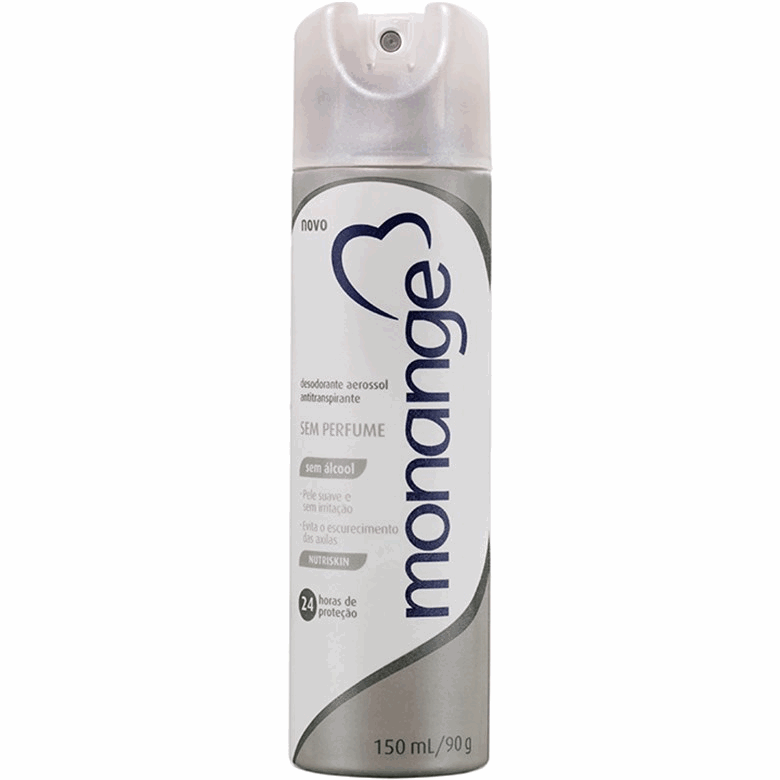 novo
monange
desodorante aerossol
antitranspirante
SEM PERFUME
sem álcool
·Pele suave e
sem irritação
·Evita o escurecimento
das axilas.
NUTRISKIN
24 horas de
proteção
150 mL/90g